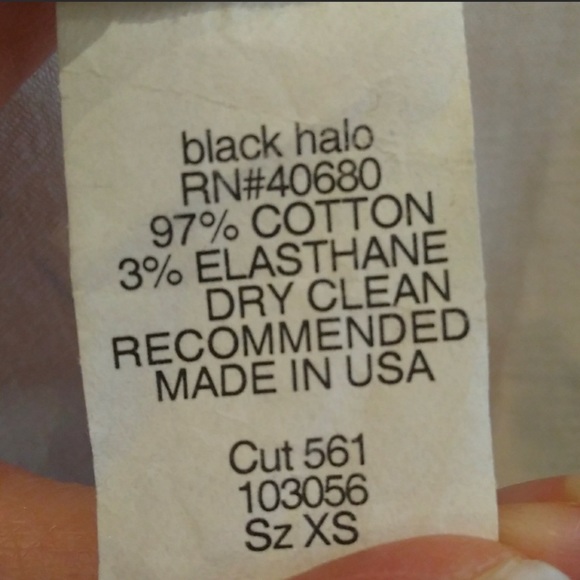 black halo
RN#40680
97% COTTON
3% ELASTHANE
DRY CLEAN
RECOMMENDED
MADE IN USA
Cut 561
103056
Sz XS